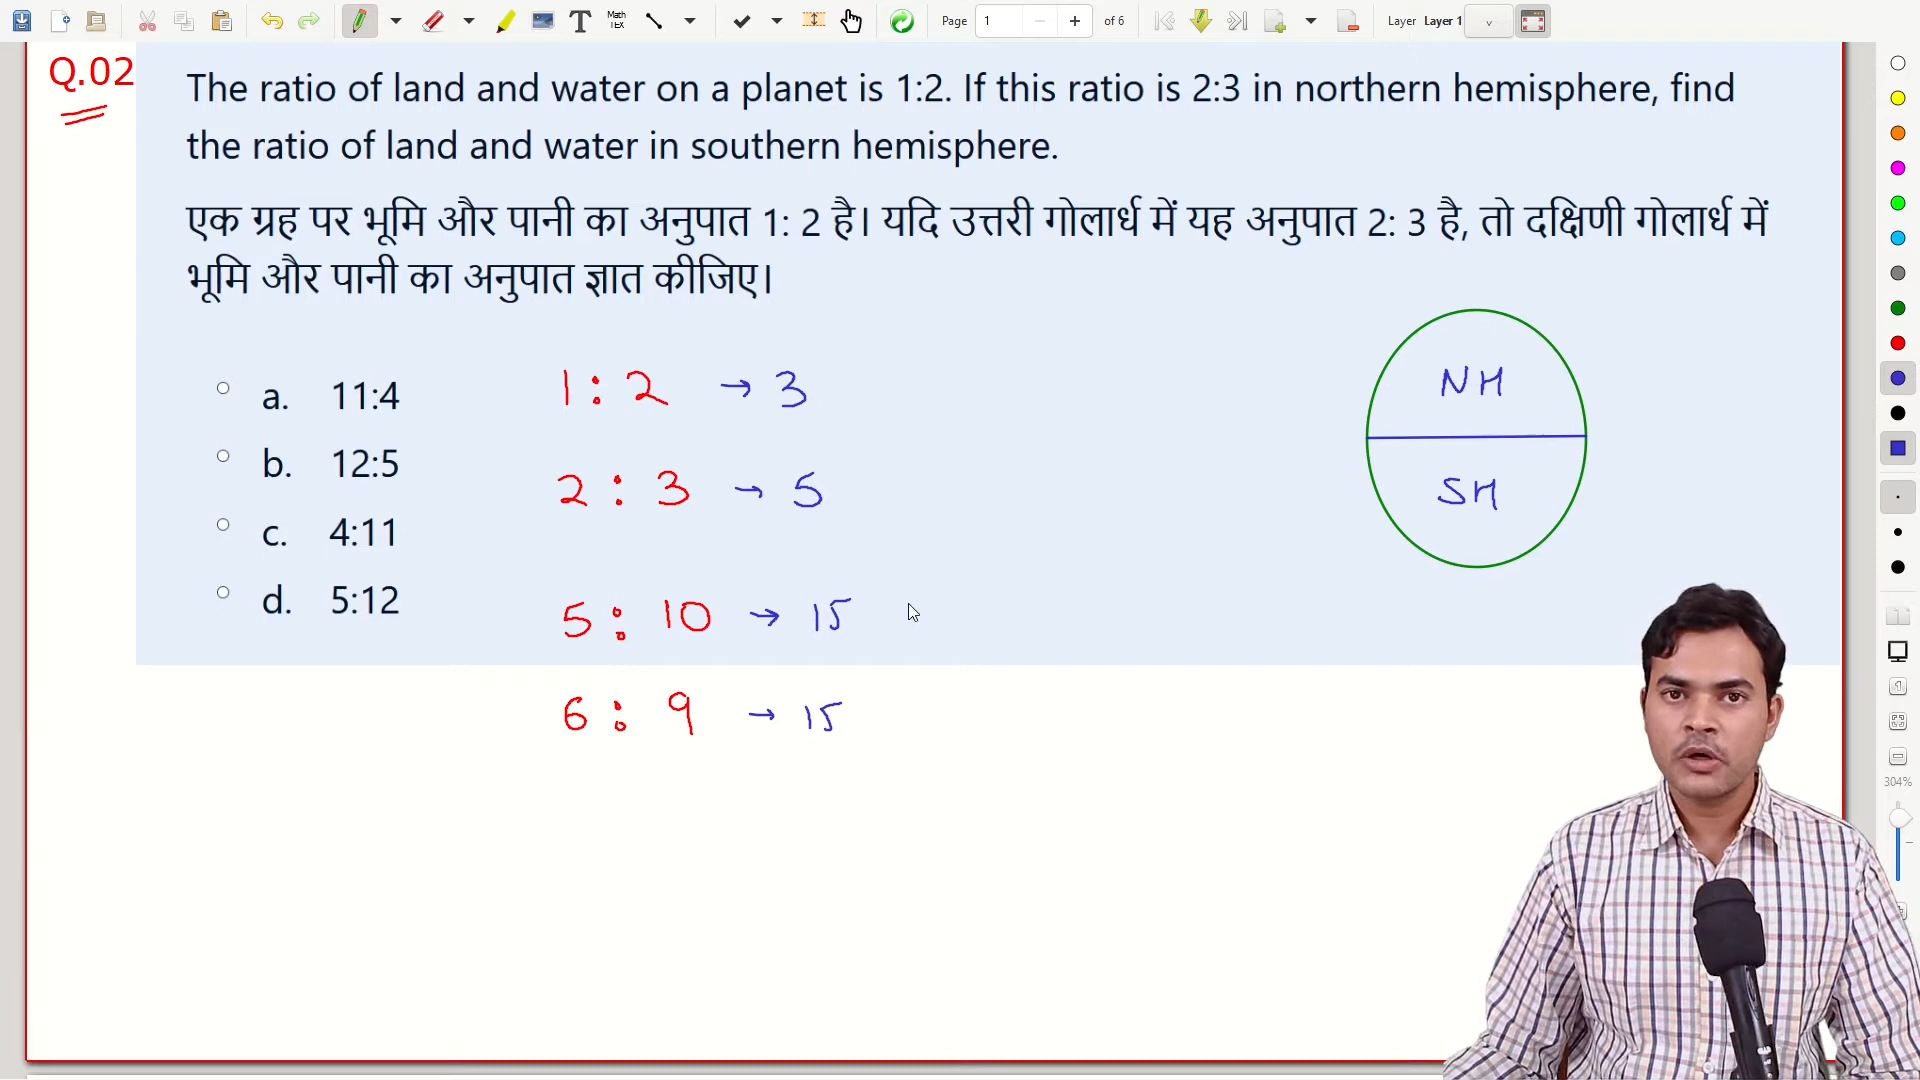 Math
TEX
Page 1 of 6 Layer Layer 1
Q.02
The ratio of land and water on a planet is 1:2. If this ratio is 2:3 in northern hemisphere, find
the ratio of land and water in southern hemisphere.
एक ग्रह पर भूमि और पानी का अनुपात 1: 2 है। यदि उत्तरी गोलार्ध में यह अनुपात 2: 3 है, तो दक्षिणी गोलार्ध में
भूमि और पानी का अनुपात ज्ञात कीजिए।
a. 11:4
b. 12:5
c. 4:11
d. 5:12
1 : 2 → 3
2 : 3 → 5
5 : 10 → 15
6 : 9 → 15
NH
SH
304%